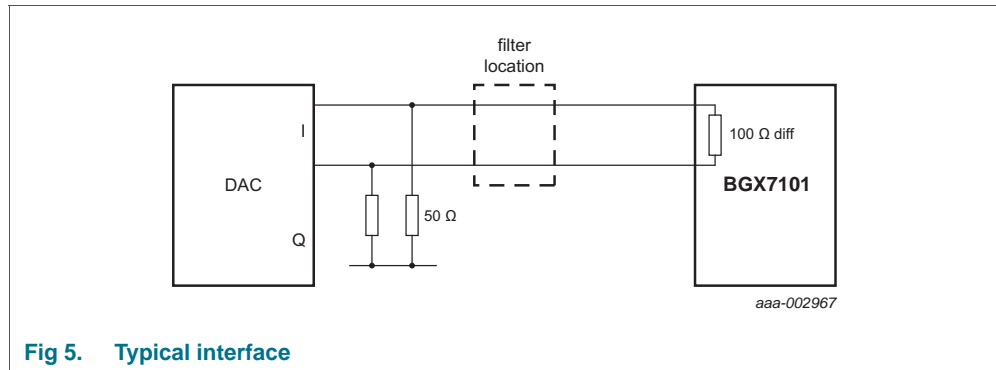 filter
location
I
100 Ω diff
DAC
BGX7101
50 Ω
Q
aaa-002967
Fig 5. Typical interface